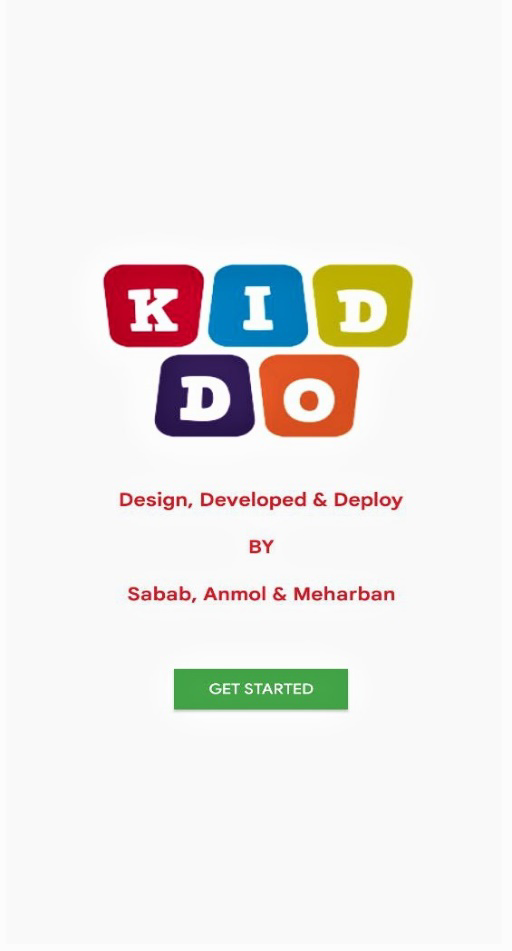 KID
DO
Design, Developed & Deploy
BY
Sabab, Anmol & Meharban
GET STARTED